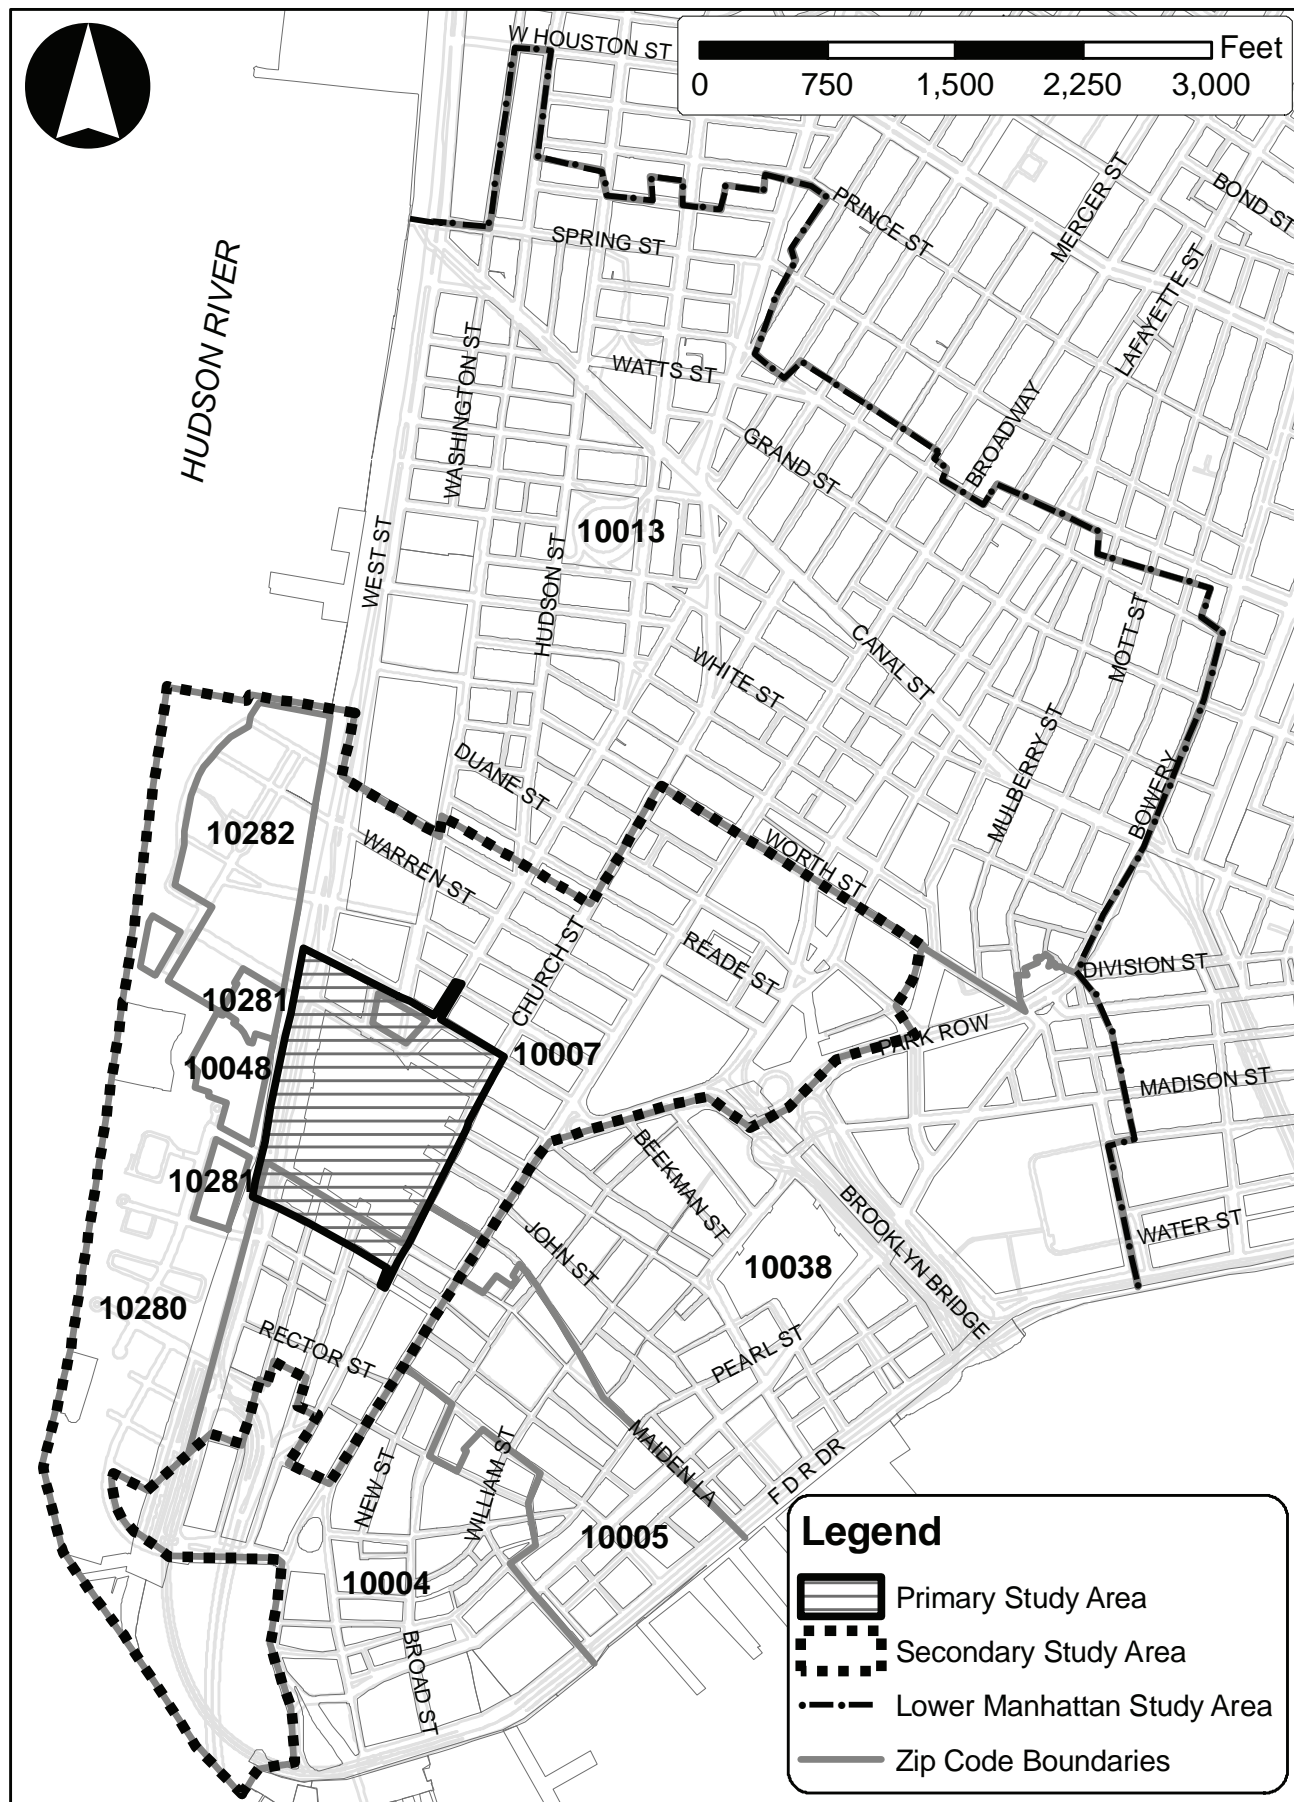 W HOUSTON ST
Feet
0 750 1,500 2,250 3,000
MERCER ST
BOND ST
PRINCE ST
SPRING ST
LAFAYETTE ST
HUDSON RIVER
WASHINGTON ST
WATTS ST
BROADWAY
GRAND ST
10013
WEST ST
HUDSON ST
CANAL ST
MOTT ST
WHITE ST
MULBERRY ST
BOWERY
DUANE ST
10282
WARREN ST
WORTH ST
CHURCH ST
READE ST
DIVISION ST
10281
PARK ROW
10007
10048
MADISON ST
BEEKMAN ST
10281
BROOKLYN BRIDGE
WATER ST
JOHN ST
10038
10280
RECTOR ST
PEARL ST
MAIDEN LA
F D R DR
NEW ST
WILLIAM ST
10005
10004
BROAD ST
Legend
Primary Study Area
Secondary Study Area
Lower Manhattan Study Area
Zip Code Boundaries